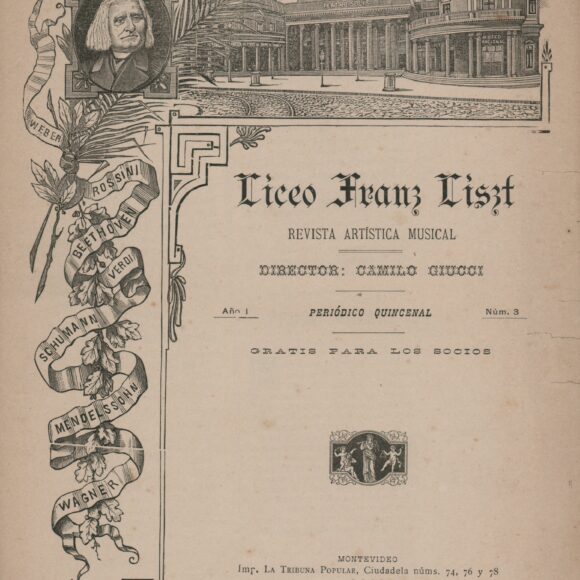 WEBER
ROSSINI
BEETHOVEN
VERDI
SCHUMANN
MENDELSSOHN
WAGNER
Liceo Franz Liszt
REVISTA ARTÍSTICA MUSICAL
DIRECTOR: CAMILO GIUCCI
Año I
PERIÓDICO QUINCENAL
Núm. 3
GRATIS PARA LOS SOCIOS
MONTEVIDEO
Imp. LA TRIBUNA POPULAR, Ciudadela núms. 74, 76 y 78